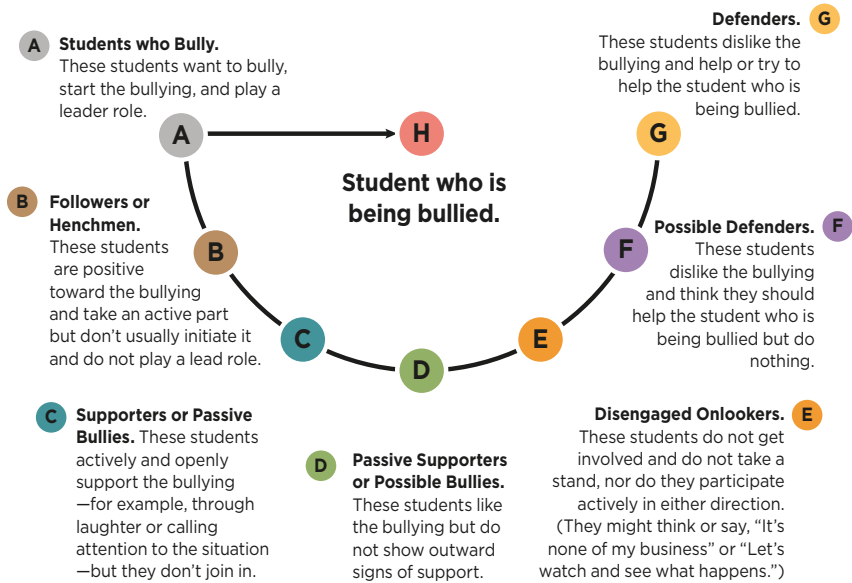 A
Students who Bully.
These students want to bully,
start the bullying, and play a
leader role.
Defenders.
G
These students dislike the
bullying and help or try to
help the student who is
being bullied.
A
H
G
Student who is
being bullied.
B
Followers or
Henchmen.
These students
are positive
toward the bullying
and take an active part
but don’t usually initiate it
and do not play a lead role.
B
F
Possible Defenders.
F
These students
dislike the bullying
and think they should
help the student who is
being bullied but do
nothing.
C
D
E
C
Supporters or Passive
Bullies. These students
actively and openly
support the bullying
—for example, through
laughter or calling
attention to the situation
—but they don’t join in.
D
Passive Supporters
or Possible Bullies.
These students like
the bullying but do
not show outward
signs of support.
Disengaged Onlookers.
E
These students do not get
involved and do not take a
stand, nor do they participate
actively in either direction.
(They might think or say, “It’s
none of my business” or “Let’s
watch and see what happens.”)